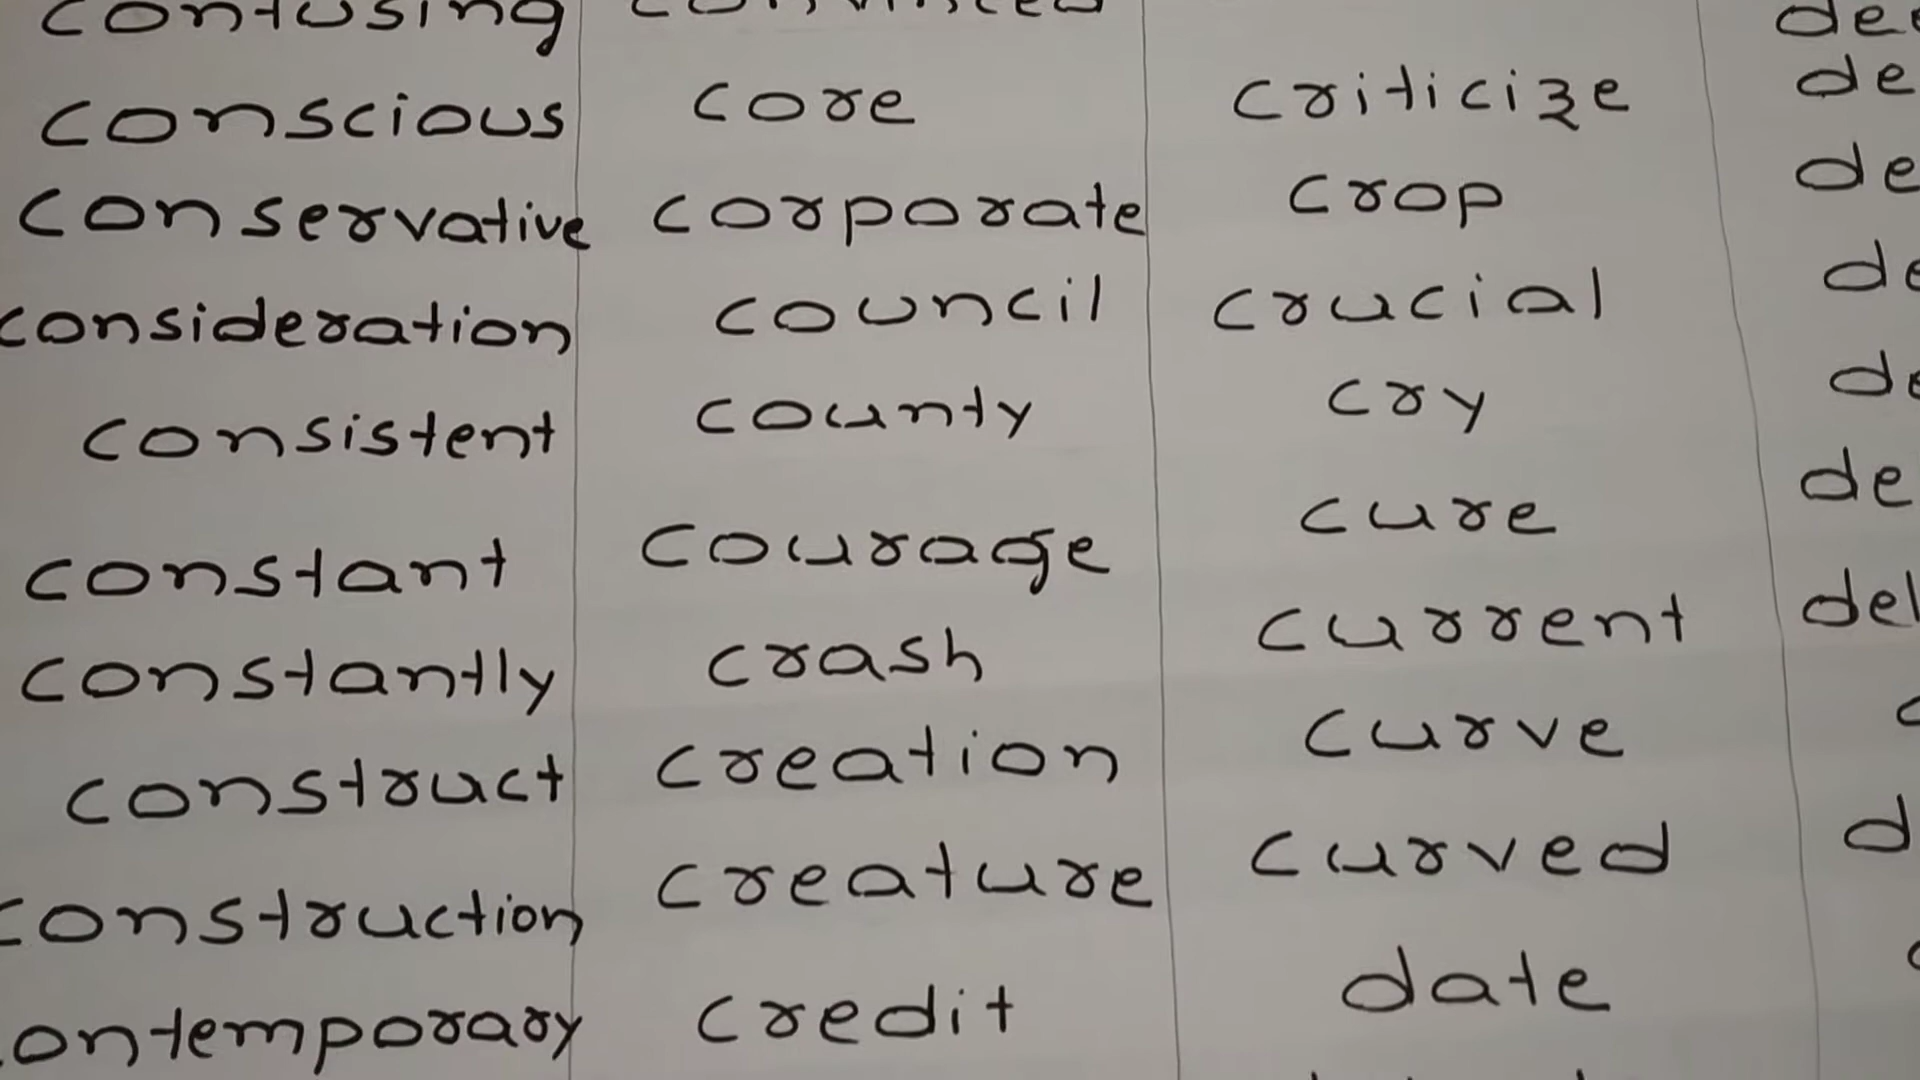 confusing
conscious
conservative
consideration
consistent
constant
constantly
construct
construction
contemporary
core
corporate
council
county
courage
crash
creation
creature
credit
criticize
crop
crucial
cry
cure
current
curve
curved
date